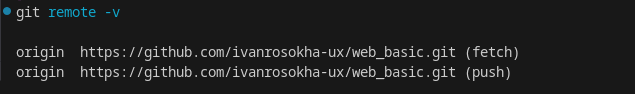 git remote -v
origin  https://github.com/ivanrosokha-ux/web_basic.git (fetch)
origin  https://github.com/ivanrosokha-ux/web_basic.git (push)